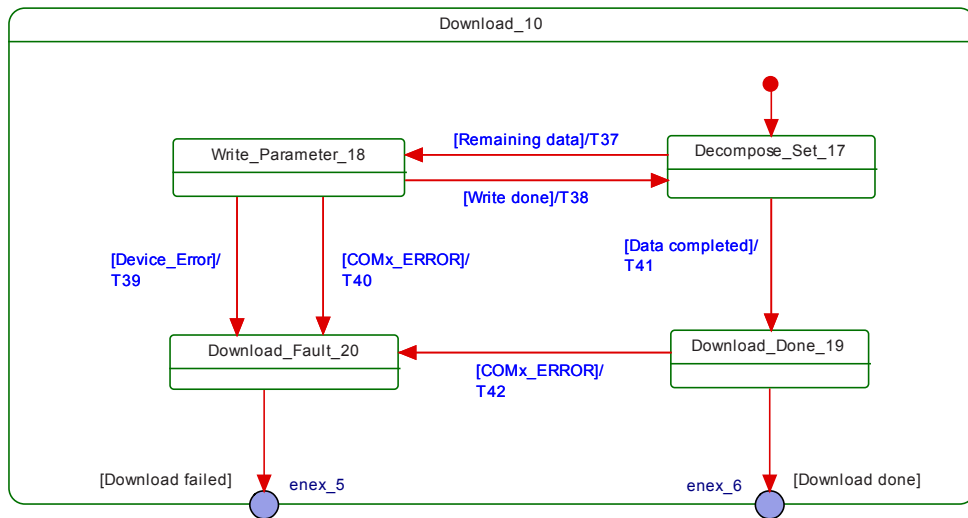 Download_10
[Remaining data]/T37
Write_Parameter_18
Decompose_Set_17
[Write done]/T38
[Device_Error]/
T39
[COMx_ERROR]/
T40
[Data completed]/
T41
Download_Fault_20
Download_Done_19
[COMx_ERROR]/
T42
[Download failed]
enex_5
enex_6
[Download done]